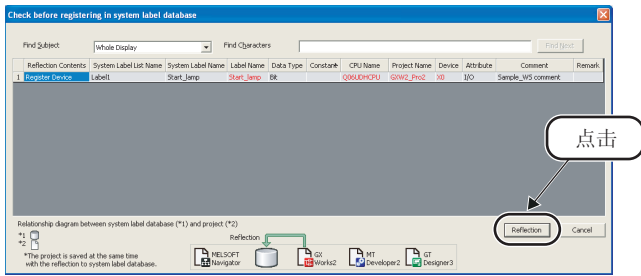 Check before registering in system label database
Find Subject Whole Display Find Characters Find Next
Reflection Contents System Label List Name System Label Name Label Name Data Type Constant CPU Name Project Name Device Attribute Comment Remark
1 Register Device Label1 Start_lamp Start_lamp Bit Q06UDHCPU GXW2_Pro2 X0 I/O Sample_WS comment
点击
Relationship diagram between system label database (*1) and project (*2)
*1
*2
Reflection
*The project is saved at the same time
with the reflection to system label database.
MELSOFT
Navigator
GX
Works2
MT
Developer2
GT
Designer3
Reflection Cancel